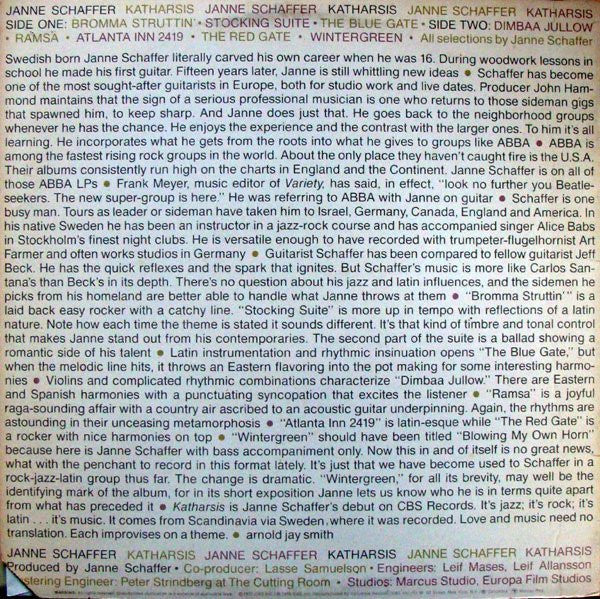 JANNE SCHAFFER KATHARSIS JANNE SCHAFFER KATHARSIS JANNE SCHAFFER KATHARSIS
SIDE ONE: BROMMA STRUTTIN' • STOCKING SUITE • THE BLUE GATE • SIDE TWO: DIMBAA JULLOW
• RAMSA • ATLANTA INN 2419 • THE RED GATE • WINTERGREEN • All selections by Janne Schaffer
Swedish born Janne Schaffer literally carved his own career when he was 16. During woodwork lessons in
school he made his first guitar. Fifteen years later, Janne is still whittling new ideas • Schaffer has become
one of the most sought-after guitarists in Europe, both for studio work and live dates. Producer John Ham-
mond maintains that the sign of a serious professional musician is one who returns to those sideman gigs
that spawned him, to keep sharp. And Janne does just that. He goes back to the neighborhood groups
whenever he has the chance. He enjoys the experience and the contrast with the larger ones. To him it's all
learning. He incorporates what he gets from the roots into what he gives to groups like ABBA • ABBA is
among the fastest rising rock groups in the world. About the only place they haven't caught fire is the U.S.A.
Their albums consistently run high on the charts in England and the Continent. Janne Schaffer is on all of
those ABBA LPs • Frank Meyer, music editor of Variety, has said, in effect, "look no further you Beatle-
seekers. The new super-group is here." He was referring to ABBA with Janne on guitar • Schaffer is one
busy man. Tours as leader or sideman have taken him to Israel, Germany, Canada, England and America. In
his native Sweden he has been an instructor in a jazz-rock course and has accompanied singer Alice Babs
in Stockholm's finest night clubs. He is versatile enough to have recorded with trumpeter-flugelhornist Art
Farmer and often works studios in Germany • Guitarist Schaffer has been compared to fellow guitarist Jeff
Beck. He has the quick reflexes and the spark that ignites. But Schaffer's music is more like Carlos San-
tana's than Beck's in its depth. There's no question about his jazz and latin influences, and the sidemen he
picks from his homeland are better able to handle what Janne throws at them • "Bromma Struttin'" is a
laid back easy rocker with a catchy line. "Stocking Suite" is more up in tempo with reflections of a latin
nature. Note how each time the theme is stated it sounds different. It's that kind of timbre and tonal control
that makes Janne stand out from his contemporaries. The second part of the suite is a ballad showing a
romantic side of his talent • Latin instrumentation and rhythmic insinuation opens "The Blue Gate," but
when the melodic line hits, it throws an Eastern flavoring into the pot making for some interesting harmo-
nies • Violins and complicated rhythmic combinations characterize "Dimbaa Jullow." There are Eastern
and Spanish harmonies with a punctuating syncopation that excites the listener • "Ramsa" is a joyful
raga-sounding affair with a country air ascribed to an acoustic guitar underpinning. Again, the rhythms are
astounding in their unceasing metamorphosis • "Atlanta Inn 2419" is latin-esque while "The Red Gate" is
a rocker with nice harmonies on top • "Wintergreen" should have been titled "Blowing My Own Horn"
because here is Janne Schaffer with bass accompaniment only. Now this in and of itself is no great news,
what with the penchant to record in this format lately. It's just that we have become used to Schaffer in a
rock-jazz-latin group thus far. The change is dramatic. "Wintergreen," for all its brevity, may well be the
identifying mark of the album, for in its short exposition Janne lets us know who he is in terms quite apart
from what has preceded it • Katharsis is Janne Schaffer's debut on CBS Records. It's jazz; it's rock; it's
latin . . . it's music. It comes from Scandinavia via Sweden, where it was recorded. Love and music need no
translation. Each improvises on a theme. • arnold jay smith
JANNE SCHAFFER KATHARSIS JANNE SCHAFFER KATHARSIS JANNE SCHAFFER KATHARSIS
Produced by Janne Schaffer • Co-producer: Lasse Samuelson • Engineers: Leif Mases, Leif Allansson
stering Engineer: Peter Strindberg at The Cutting Room • Studios: Marcus Studio, Europa Film Studios